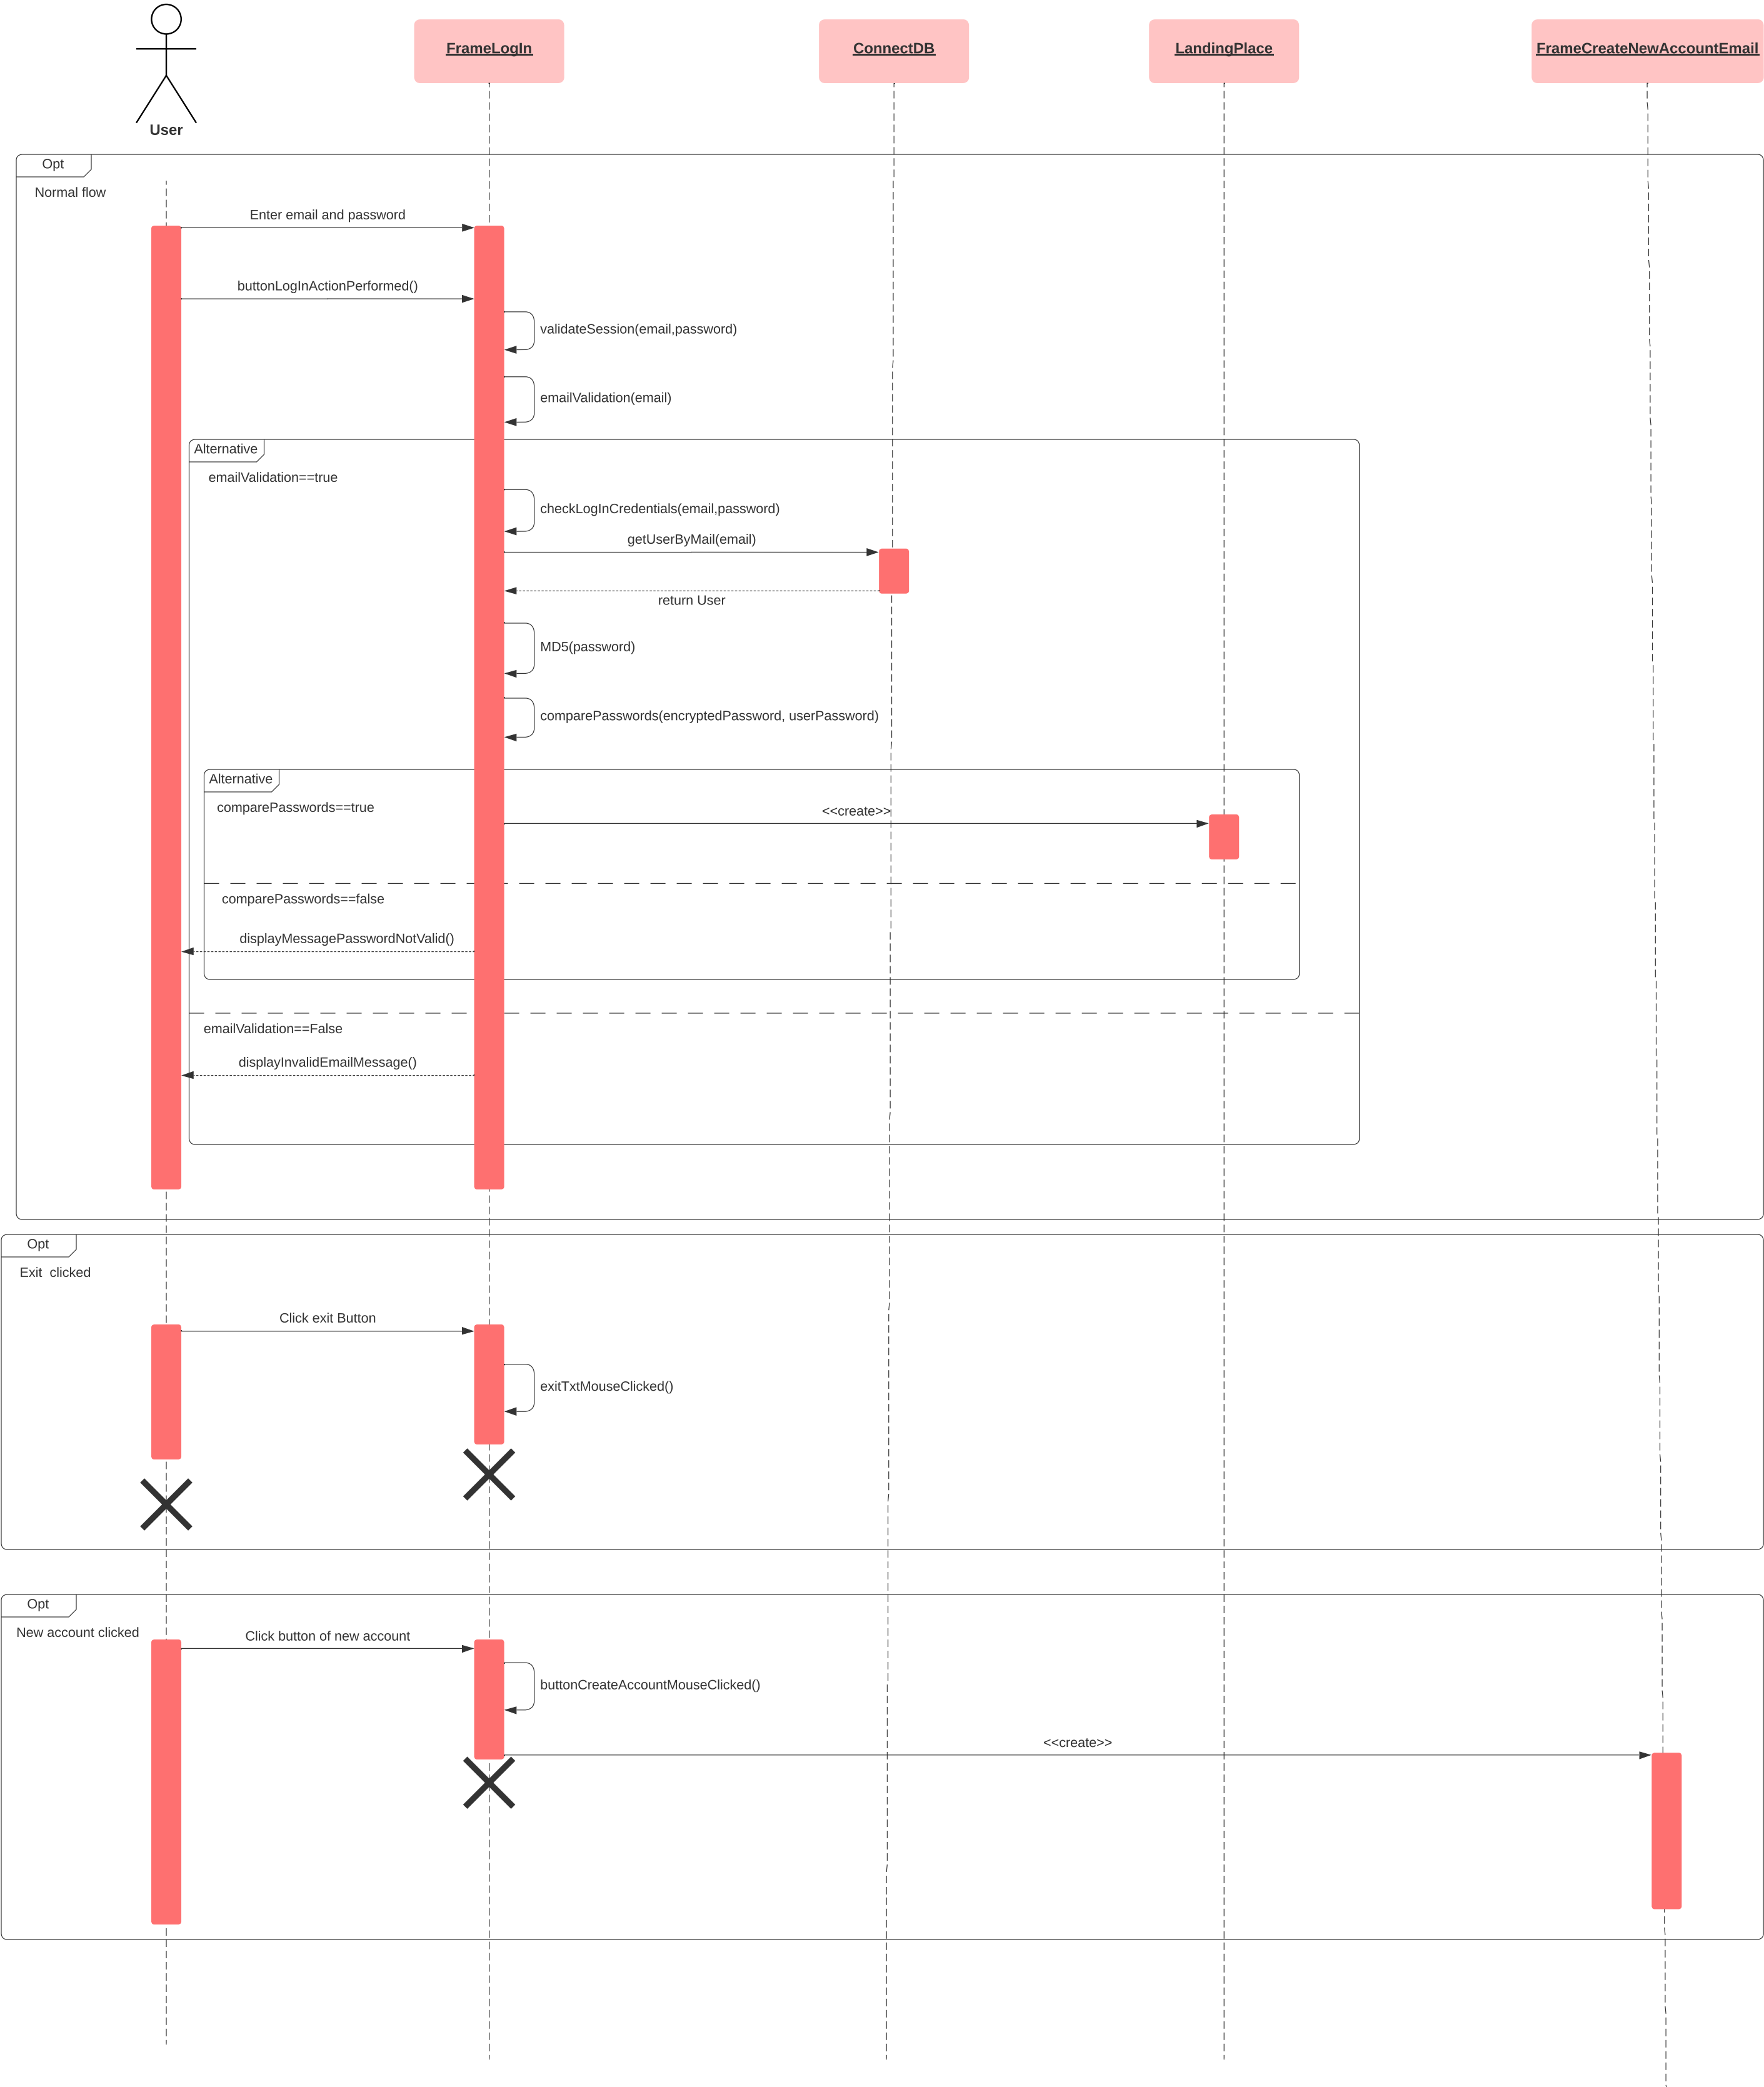 User
FrameLogIn
ConnectDB
LandingPlace
FrameCreateNewAccountEmail
Opt
Normal flow
Enter email and password
buttonLogInActionPerformed()
validateSession(email,password)
emailValidation(email)
Alternative
emailValidation==true
checkLogInCredentials(email,password)
getUserByMail(email)
return User
MD5(password)
comparePasswords(encryptedPassword, userPassword)
Alternative
comparePasswords==true
<<create>>
comparePasswords==false
displayMessagePasswordNotValid()
emailValidation==False
displayInvalidEmailMessage()
Opt
Exit  clicked
Click exit Button
exitTxtMouseClicked()
Opt
New account clicked
Click button of new account
buttonCreateAccountMouseClicked()
<<create>>